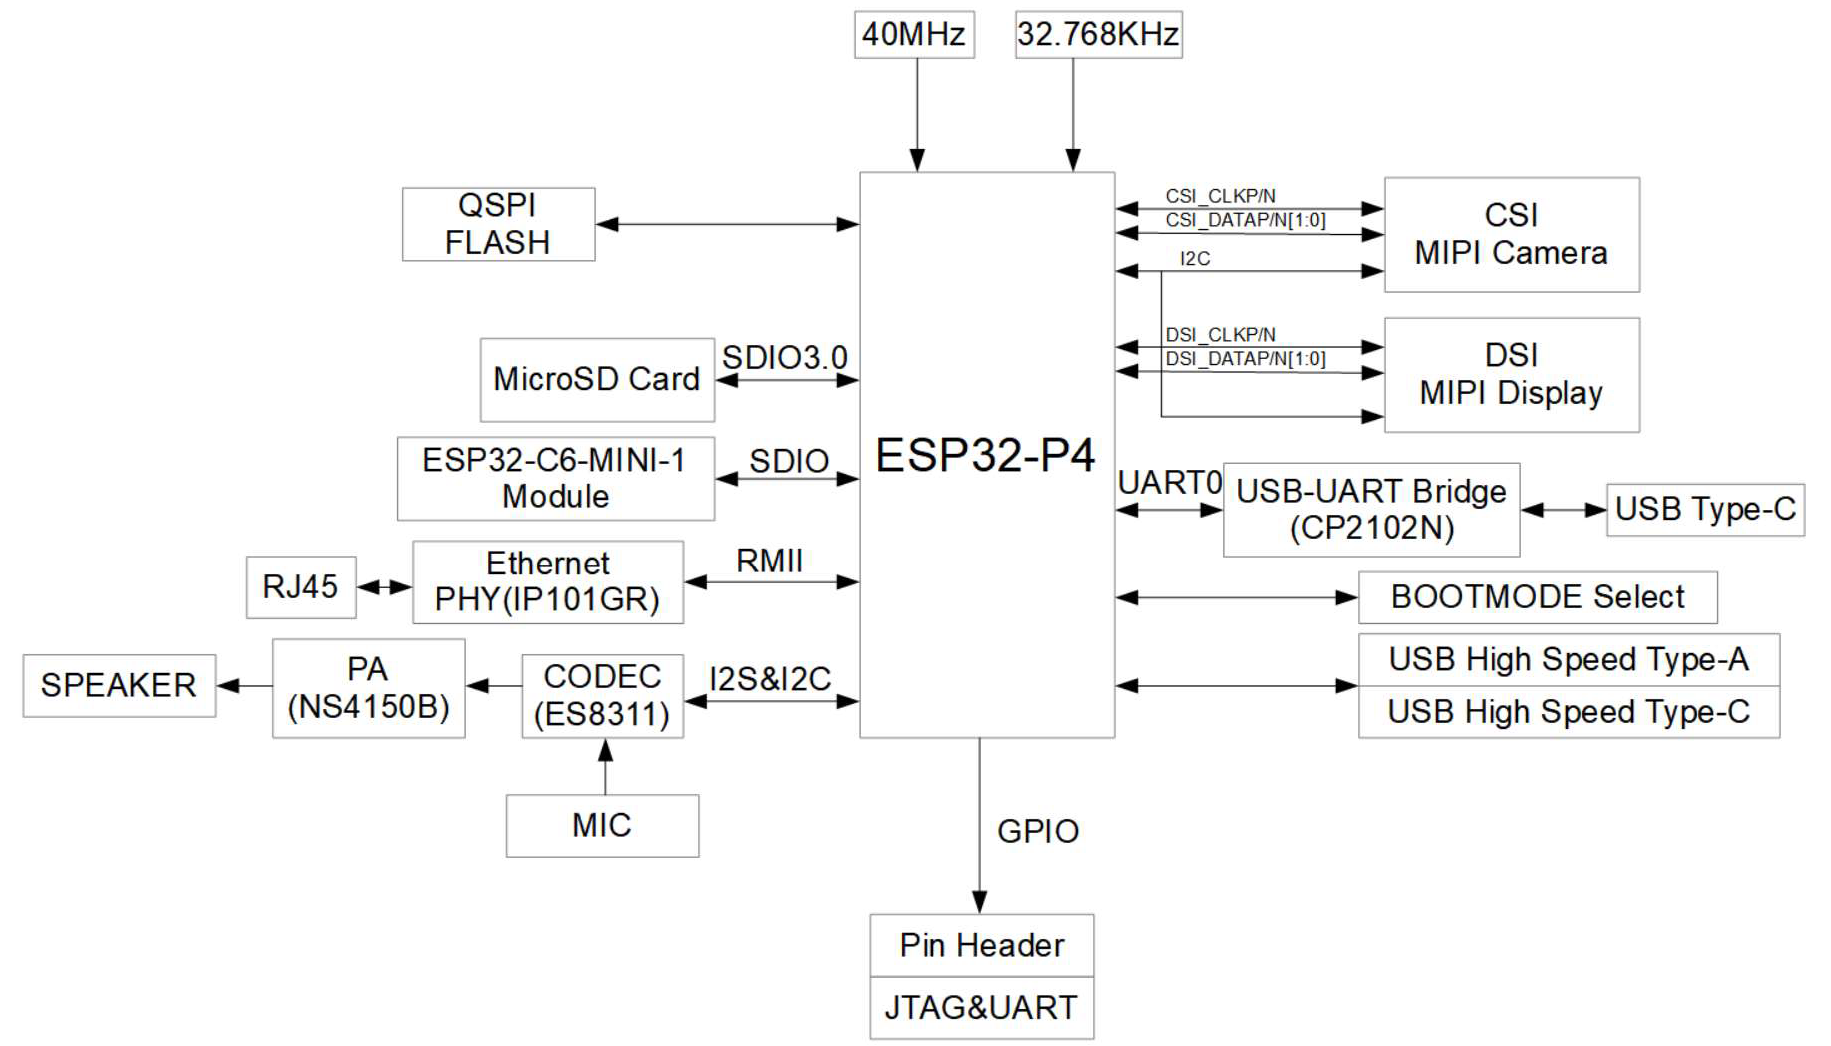 40MHz
32.768KHz
QSPI
FLASH
MicroSD Card
SDIO3.0
ESP32-C6-MINI-1
Module
SDIO
RJ45
Ethernet
PHY(IP101GR)
RMII
SPEAKER
PA
(NS4150B)
CODEC
(ES8311)
I2S&I2C
MIC
ESP32-P4
CSI_CLKP/N
CSI_DATAP/N[1:0]
I2C
CSI
MIPI Camera
DSI_CLKP/N
DSI_DATAP/N[1:0]
DSI
MIPI Display
UART0
USB-UART Bridge
(CP2102N)
USB Type-C
BOOTMODE Select
USB High Speed Type-A
USB High Speed Type-C
GPIO
Pin Header
JTAG&UART